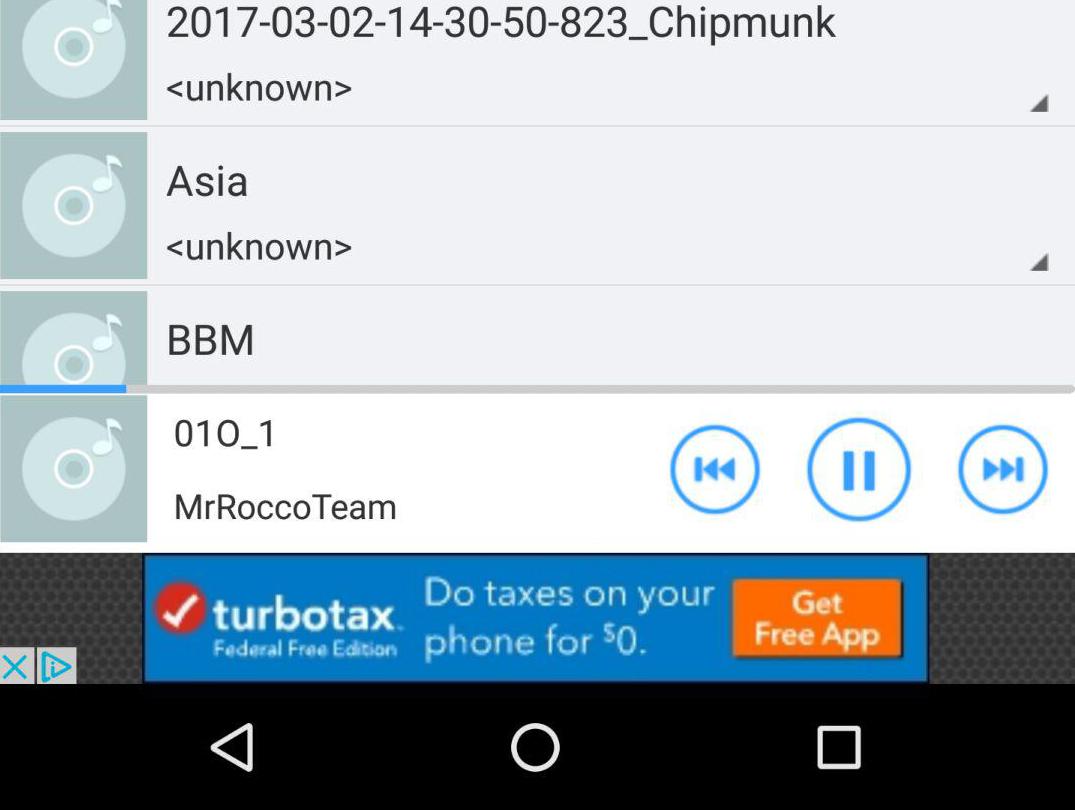 2017-03-02-14-30-50-823_Chipmunk
<unknown>
Asia
<unknown>
BBM
01O_1
MrRoccoTeam
turbotax
Federal Free Edition
Do taxes on your
phone for $0.
Get
Free App